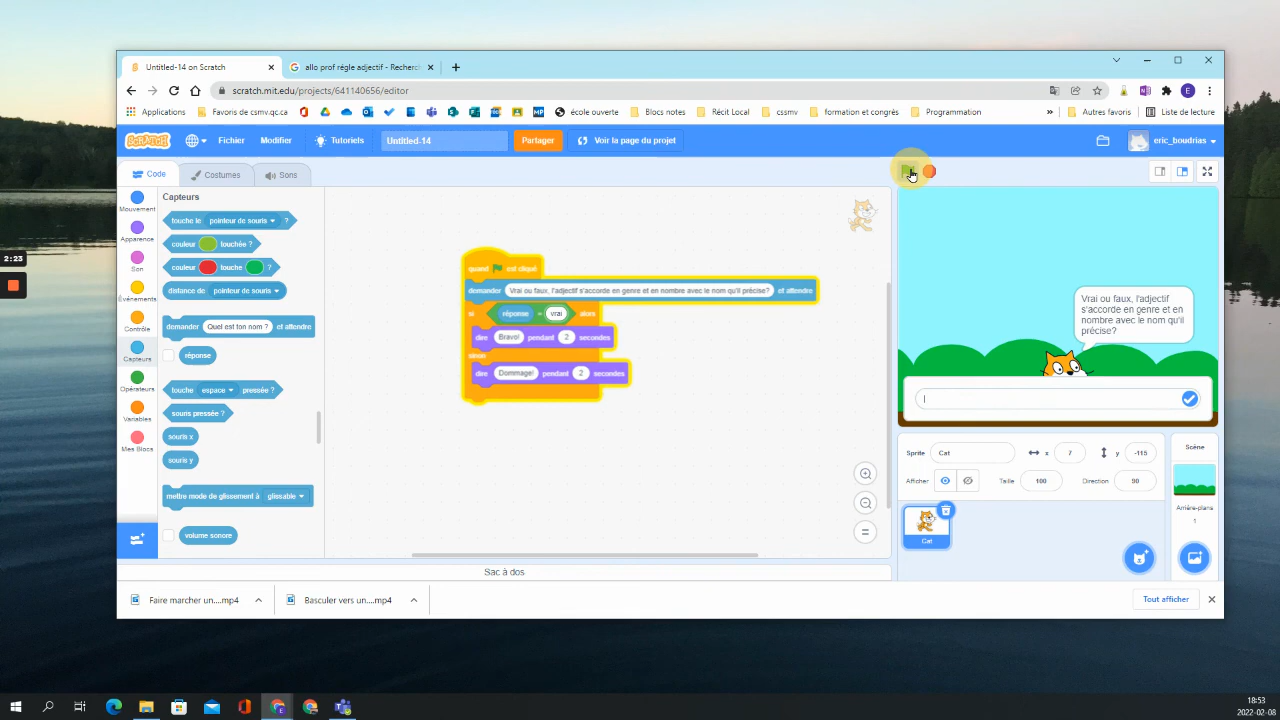 Untitled-14 on Scratch
allo prof régle adjectif - Recherc
scratch.mit.edu/projects/641140656/editor
Applications
Favoris de csmv.qc.ca
école ouverte
Blocs notes
Récit Local
cssmv
formation et congrés
Programmation
Autres favoris
Liste de lecture
SCRATCH
Fichier
Modifier
Tutoriels
Untitled-14
Partager
Voir la page du projet
eric_boudrias
Code
Costumes
Sons
Mouvement
Apparence
Son
Événements
Contrôle
Capteurs
Opérateurs
Variables
Mes Blocs
2:23
Capteurs
touche le pointeur de souris ?
couleur touchée ?
couleur touche ?
distance de pointeur de souris
demander Quel est ton nom ? et attendre
réponse
touche espace pressée ?
souris pressée ?
souris x
souris y
mettre mode de glissement à glissable
volume sonore
quand est cliqué
demander Vrai ou faux, l'adjectif s'accorde en genre et en nombre avec le nom qu'il précise? et attendre
si réponse = vrai alors
dire Bravo! pendant 2 secondes
sinon
dire Dommage! pendant 2 secondes
Vrai ou faux, l'adjectif
s'accorde en genre et en
nombre avec le nom qu'il
précise?
Sprite Cat x 7 y -115
Afficher Taille 100 Direction 90
Cat
Scène
Arrière-plans
1
Sac à dos
Faire marcher un....mp4
Basculer vers un....mp4
Tout afficher
18:53
2022-02-08